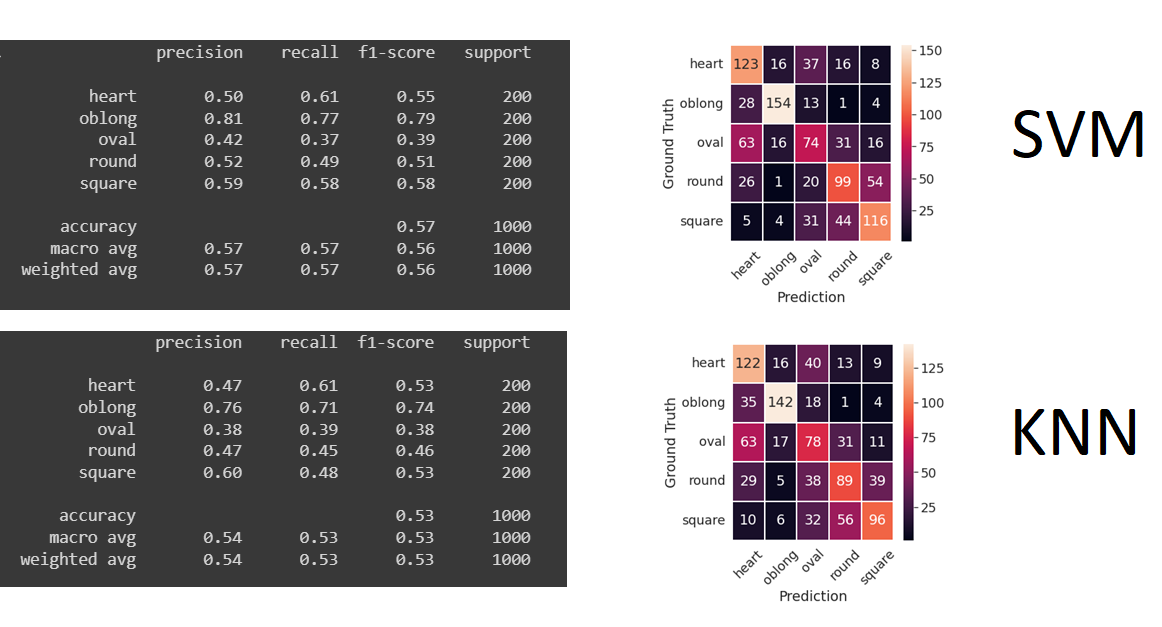 precision recall f1-score support
heart 0.50 0.61 0.55 200
oblong 0.81 0.77 0.79 200
oval 0.42 0.37 0.39 200
round 0.52 0.49 0.51 200
square 0.59 0.58 0.58 200
accuracy 0.57 1000
macro avg 0.57 0.57 0.56 1000
weighted avg 0.57 0.57 0.56 1000
Ground Truth
heart 123 16 37 16 8
oblong 28 154 13 1 4
oval 63 16 74 31 16
round 26 1 20 99 54
square 5 4 31 44 116
heart oblong oval round square
Prediction
150
125
100
75
50
25
SVM
precision recall f1-score support
heart 0.47 0.61 0.53 200
oblong 0.76 0.71 0.74 200
oval 0.38 0.39 0.38 200
round 0.47 0.45 0.46 200
square 0.60 0.48 0.53 200
accuracy 0.53 1000
macro avg 0.54 0.53 0.53 1000
weighted avg 0.54 0.53 0.53 1000
Ground Truth
heart 122 16 40 13 9
oblong 35 142 18 1 4
oval 63 17 78 31 11
round 29 5 38 89 39
square 10 6 32 56 96
heart oblong oval round square
Prediction
125
100
75
50
25
KNN